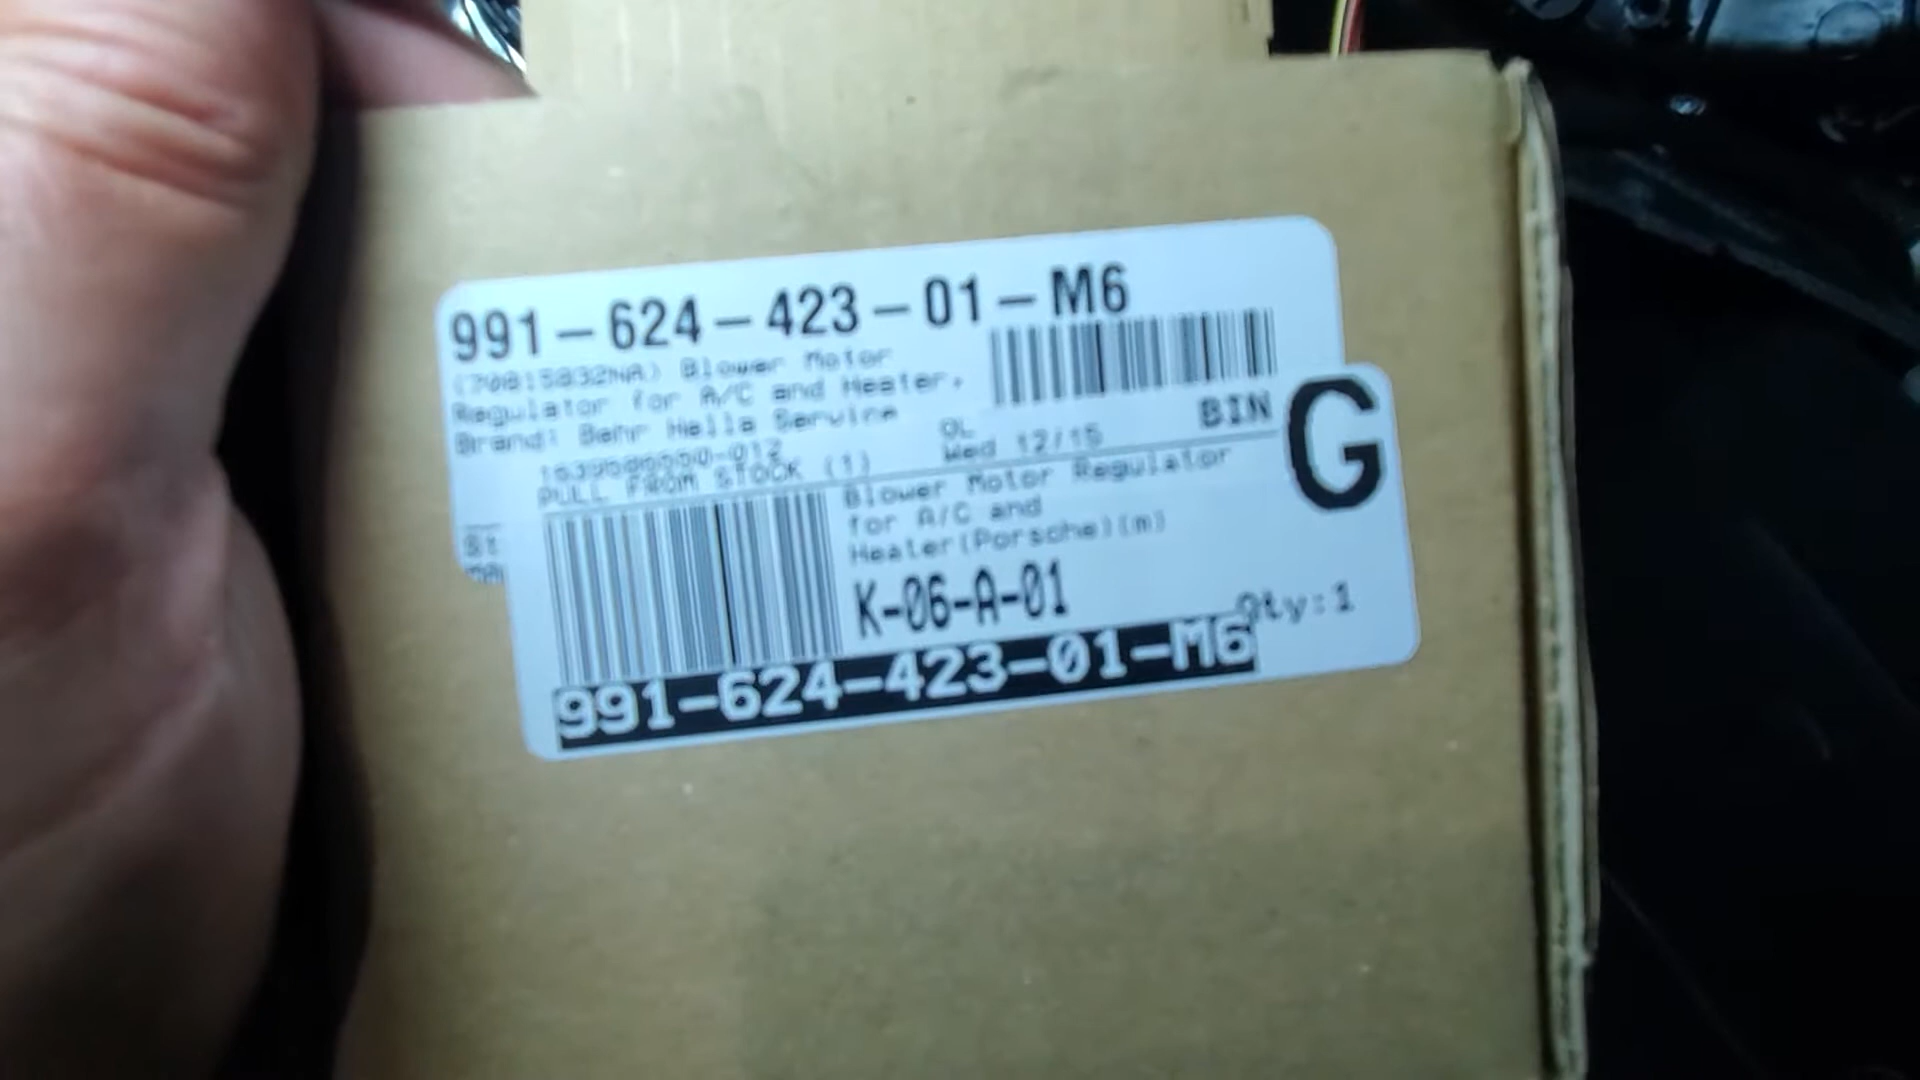 991-624-423-01-M6
(70815832NA) Blower Motor
Regulator for A/C and Heater.
Brand: Behr Hella Service
BIN
G
OL
Wed 12/15
PULL FROM STOCK (1)
Blower Motor Regulator
for A/C and
Heater(Porsche)(m)
St
K-06-A-01
Qty:1
991-624-423-01-M6